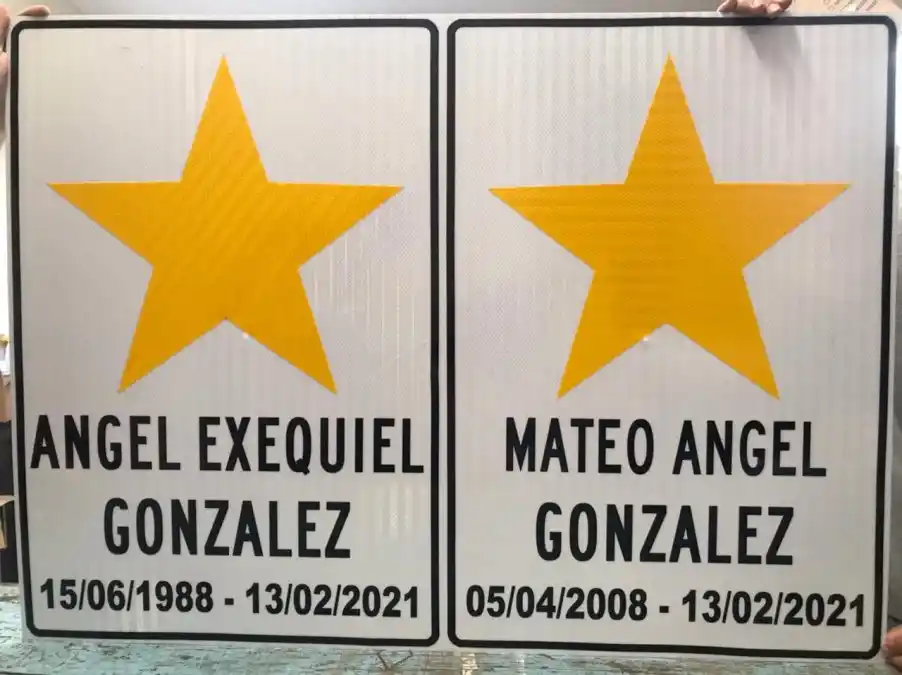 ANGEL EXEQUIEL
GONZALEZ
15/06/1988 - 13/02/2021
MATEO ANGEL
GONZALEZ
05/04/2008 - 13/02/2021